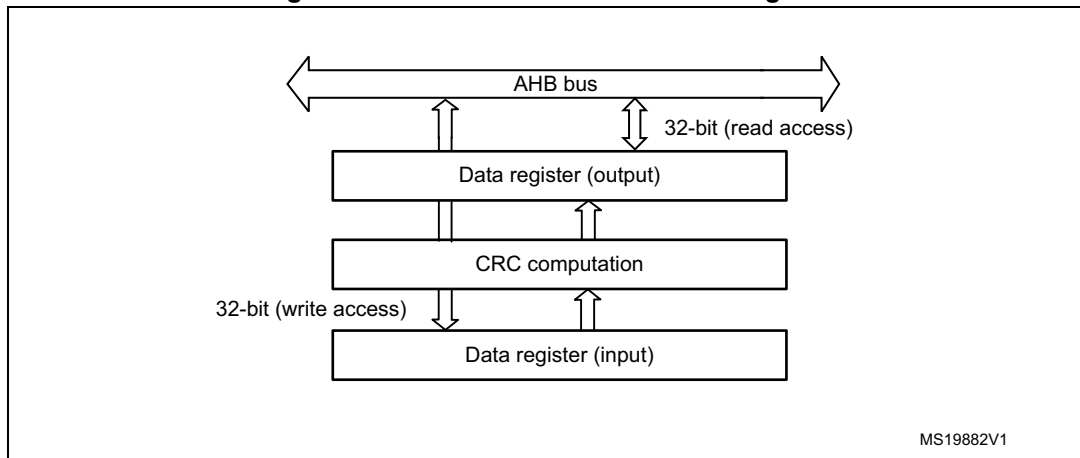 AHB bus
32-bit (read access)
Data register (output)
CRC computation
32-bit (write access)
Data register (input)
MS19882V1